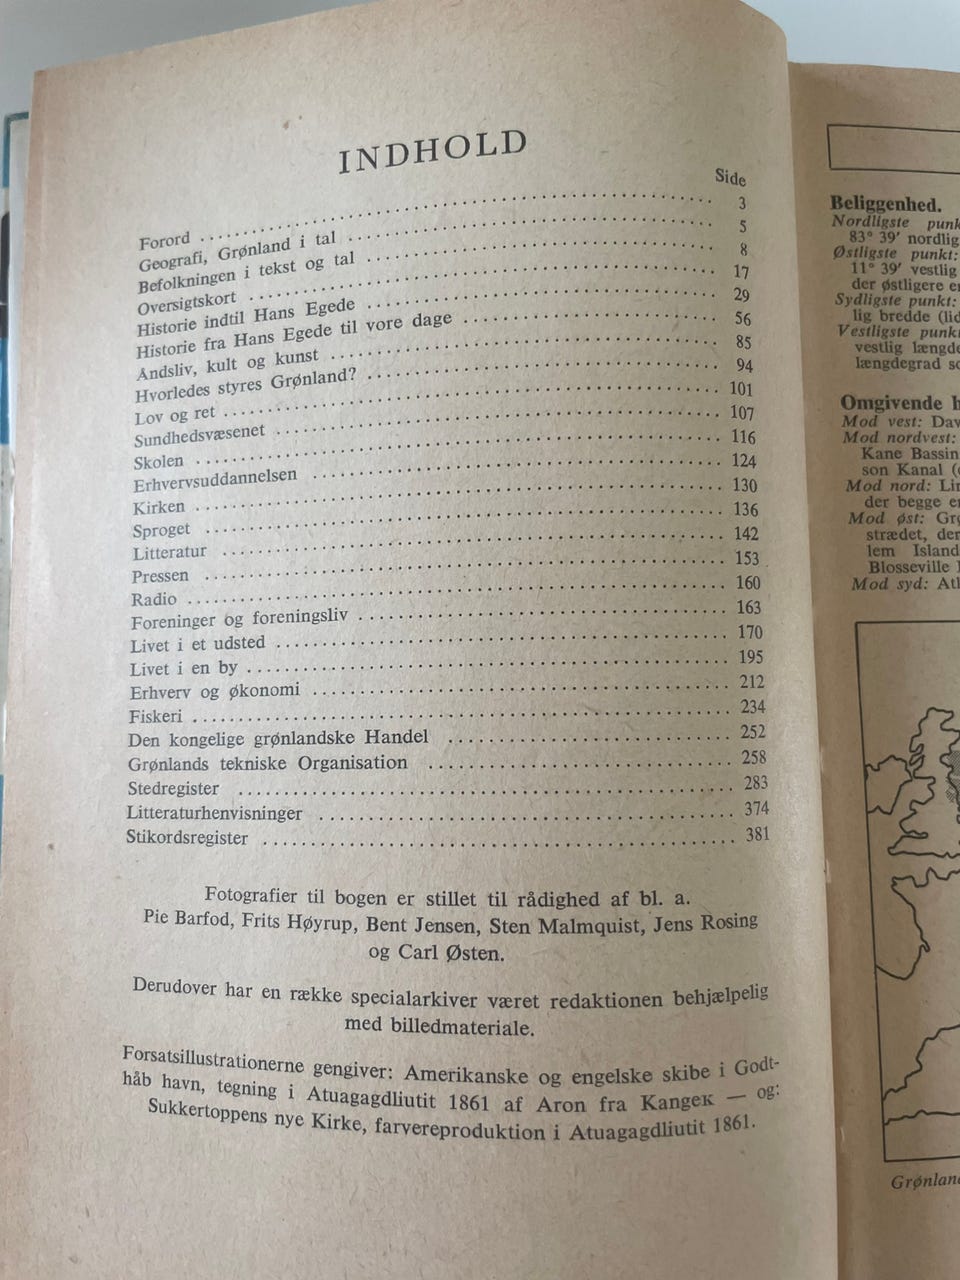 INDHOLD
Side
Forord .......... 3
Geografi, Grønland i tal .......... 5
Befolkningen i tekst og tal .......... 8
Oversigtskort .......... 17
Historie indtil Hans Egede .......... 29
Historie fra Hans Egede til vore dage .......... 56
Andsliv, kult og kunst .......... 85
Hvorledes styres Grønland? .......... 94
Lov og ret .......... 101
Sundhedsvæsenet .......... 107
Skolen .......... 116
Erhvervsuddannelsen .......... 124
Kirken .......... 130
Sproget .......... 136
Litteratur .......... 142
Pressen .......... 153
Radio .......... 160
Foreninger og foreningsliv .......... 163
Livet i et udsted .......... 170
Livet i en by .......... 195
Erhverv og økonomi .......... 212
Fiskeri .......... 234
Den kongelige grønlandske Handel .......... 252
Grønlands tekniske Organisation .......... 258
Stedregister .......... 283
Litteraturhenvisninger .......... 374
Stikordsregister .......... 381
Fotografier til bogen er stillet til rådighed af bl. a.
Pie Barfod, Frits Høyrup, Bent Jensen, Sten Malmquist, Jens Rosing
og Carl Østen.
Derudover har en række specialarkiver været redaktionen behjælpelig
med billedmateriale.
Forsatsillustrationerne gengiver: Amerikanske og engelske skibe i Godt-
håb havn, tegning i Atuagagdliutit 1861 af Aron fra Kangeĸ — og:
Sukkertoppens nye Kirke, farvereproduktion i Atuagagdliutit 1861.
Beliggenhed.
Nordligste
83° 39′
Østligste punkt:
11° 39′ vestlig
der østligere
Sydligste punkt:
lig bredde
Vestligste
vestlig
længdegrad
Omgivende
Mod vest:
Mod nordvest:
Kane Bassin
son Kanal
Mod nord:
der begge
Mod øst:
strædet, der
lem Island
Blosseville
Mod syd: